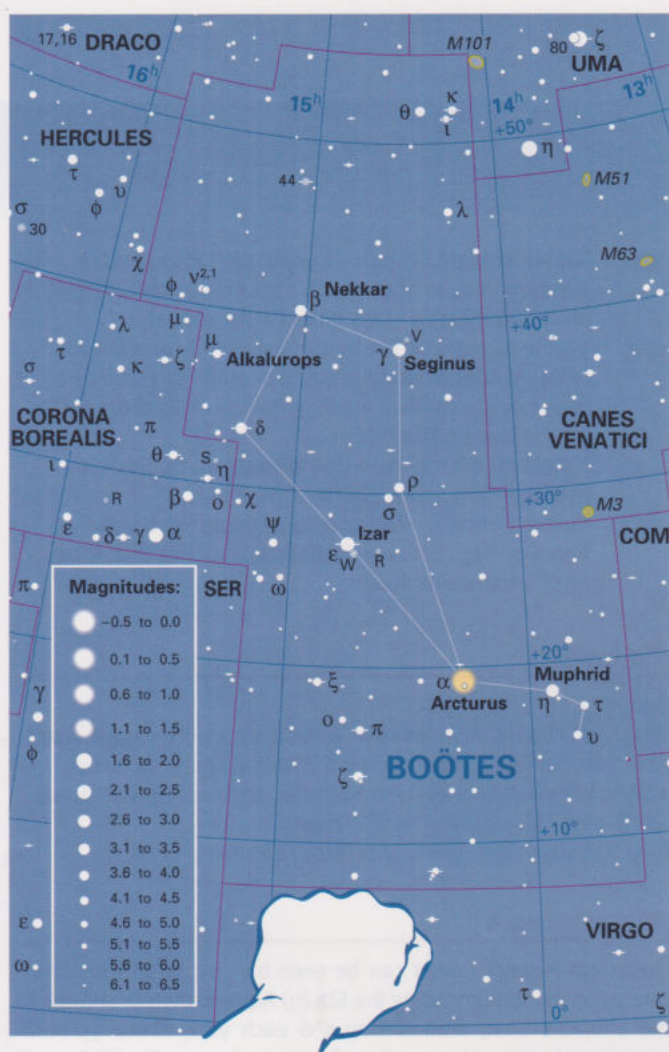 17,16 DRACO
M101
80 ζ
UMA
16h
15h
14h
13h
θ κ
ι
+50°
η
HERCULES
τ
φ υ
44
M51
λ
σ
30
χ
M63
φ ν2,1
β Nekkar
+40°
λ μ
μ
V
γ Seginus
τ
κ ζ
Alkalurops
σ
CORONA
BOREALIS
π
δ
CANES
VENATICI
ι
θ S
η
ρ
+30°
R
β ο χ
σ
M3
ε δ γ α
ψ
Izar
ε W R
COM
π
Magnitudes:
SER
ω
−0.5 to 0.0
0.1 to 0.5
0.6 to 1.0
1.1 to 1.5
1.6 to 2.0
2.1 to 2.5
2.6 to 3.0
3.1 to 3.5
3.6 to 4.0
4.1 to 4.5
4.6 to 5.0
5.1 to 5.5
5.6 to 6.0
6.1 to 6.5
+20°
ξ
α
Arcturus
Muphrid
η τ
υ
γ
φ
ο π
ζ
BOÖTES
+10°
ε
ω
VIRGO
τ
0°
ζ